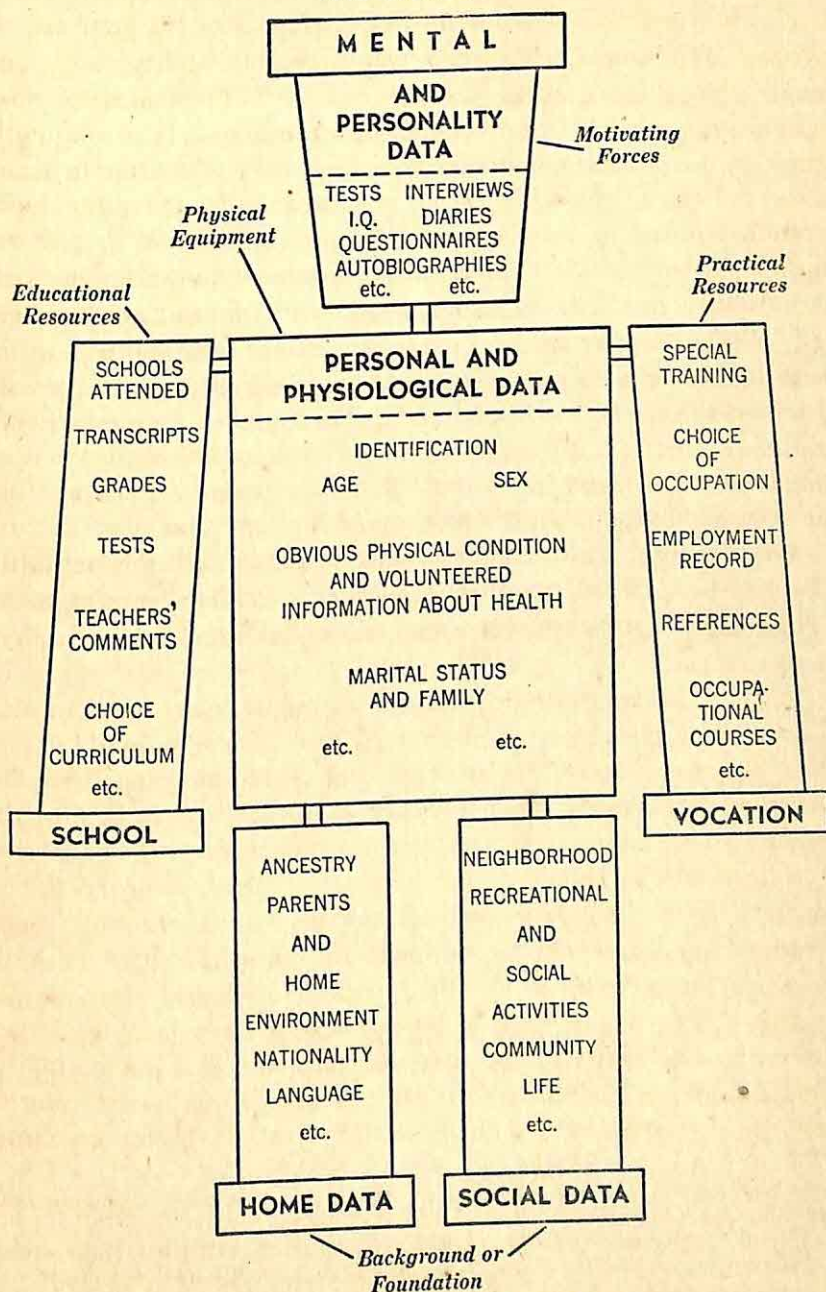 MENTAL
AND
PERSONALITY
DATA
Motivating
Forces
TESTS INTERVIEWS
I.Q. DIARIES
QUESTIONNAIRES
AUTOBIOGRAPHIES
etc. etc.
Physical
Equipment
Educational
Resources
Practical
Resources
SCHOOLS
ATTENDED
TRANSCRIPTS
GRADES
TESTS
TEACHERS'
COMMENTS
CHOICE
OF
CURRICULUM
etc.
SCHOOL
PERSONAL AND
PHYSIOLOGICAL DATA
IDENTIFICATION
AGE SEX
OBVIOUS PHYSICAL CONDITION
AND VOLUNTEERED
INFORMATION ABOUT HEALTH
MARITAL STATUS
AND FAMILY
etc. etc.
SPECIAL
TRAINING
CHOICE
OF
OCCUPATION
EMPLOYMENT
RECORD
REFERENCES
OCCUPA-
TIONAL
COURSES
etc.
VOCATION
ANCESTRY
PARENTS
AND
HOME
ENVIRONMENT
NATIONALITY
LANGUAGE
etc.
HOME DATA
NEIGHBORHOOD
RECREATIONAL
AND
SOCIAL
ACTIVITIES
COMMUNITY
LIFE
etc.
SOCIAL DATA
Background or
Foundation